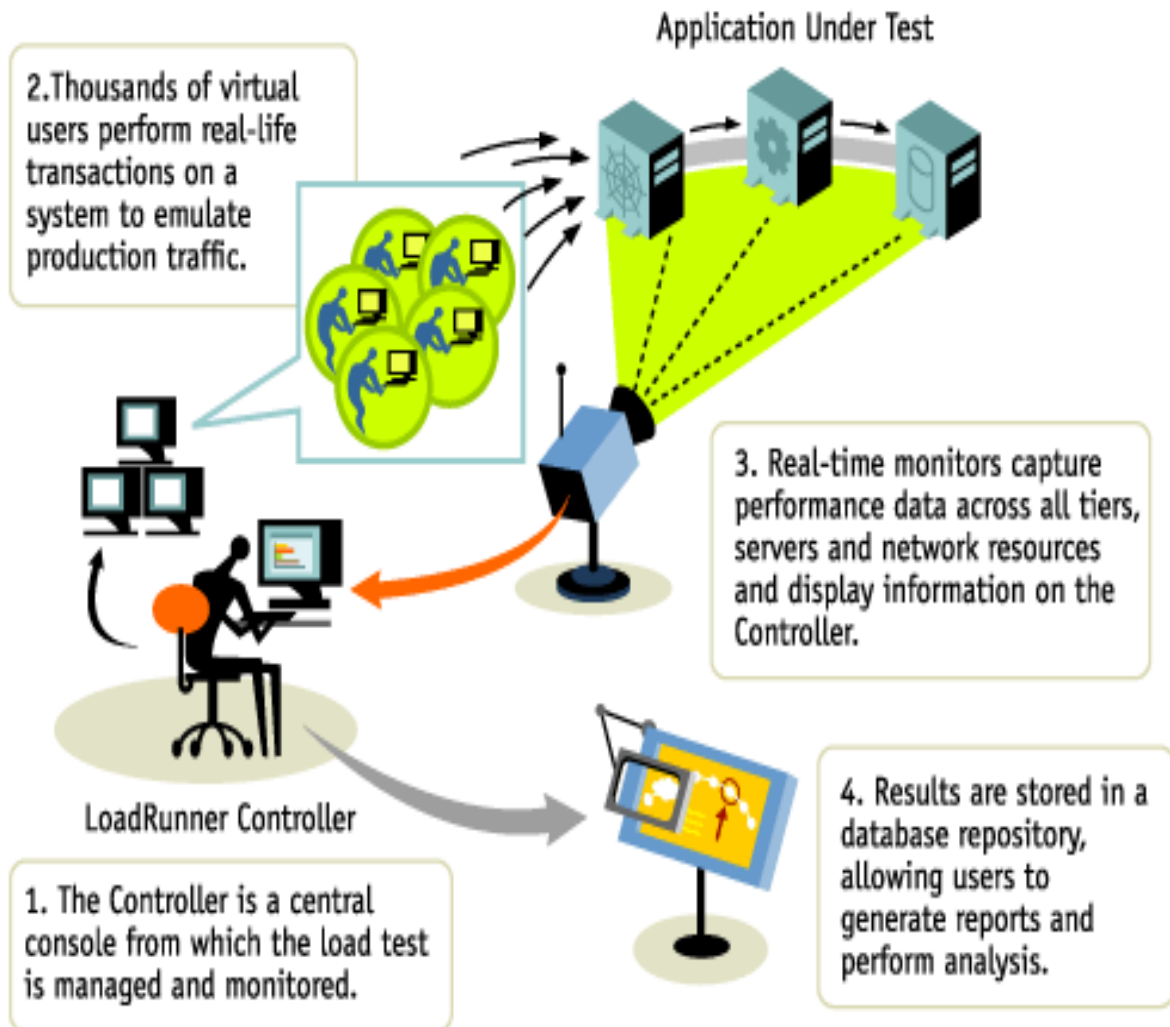 Application Under Test
2.Thousands of virtual
users perform real-life
transactions on a
system to emulate
production traffic.
3. Real-time monitors capture
performance data across all tiers,
servers and network resources
and display information on the
Controller.
LoadRunner Controller
1. The Controller is a central
console from which the load test
is managed and monitored.
4. Results are stored in a
database repository,
allowing users to
generate reports and
perform analysis.